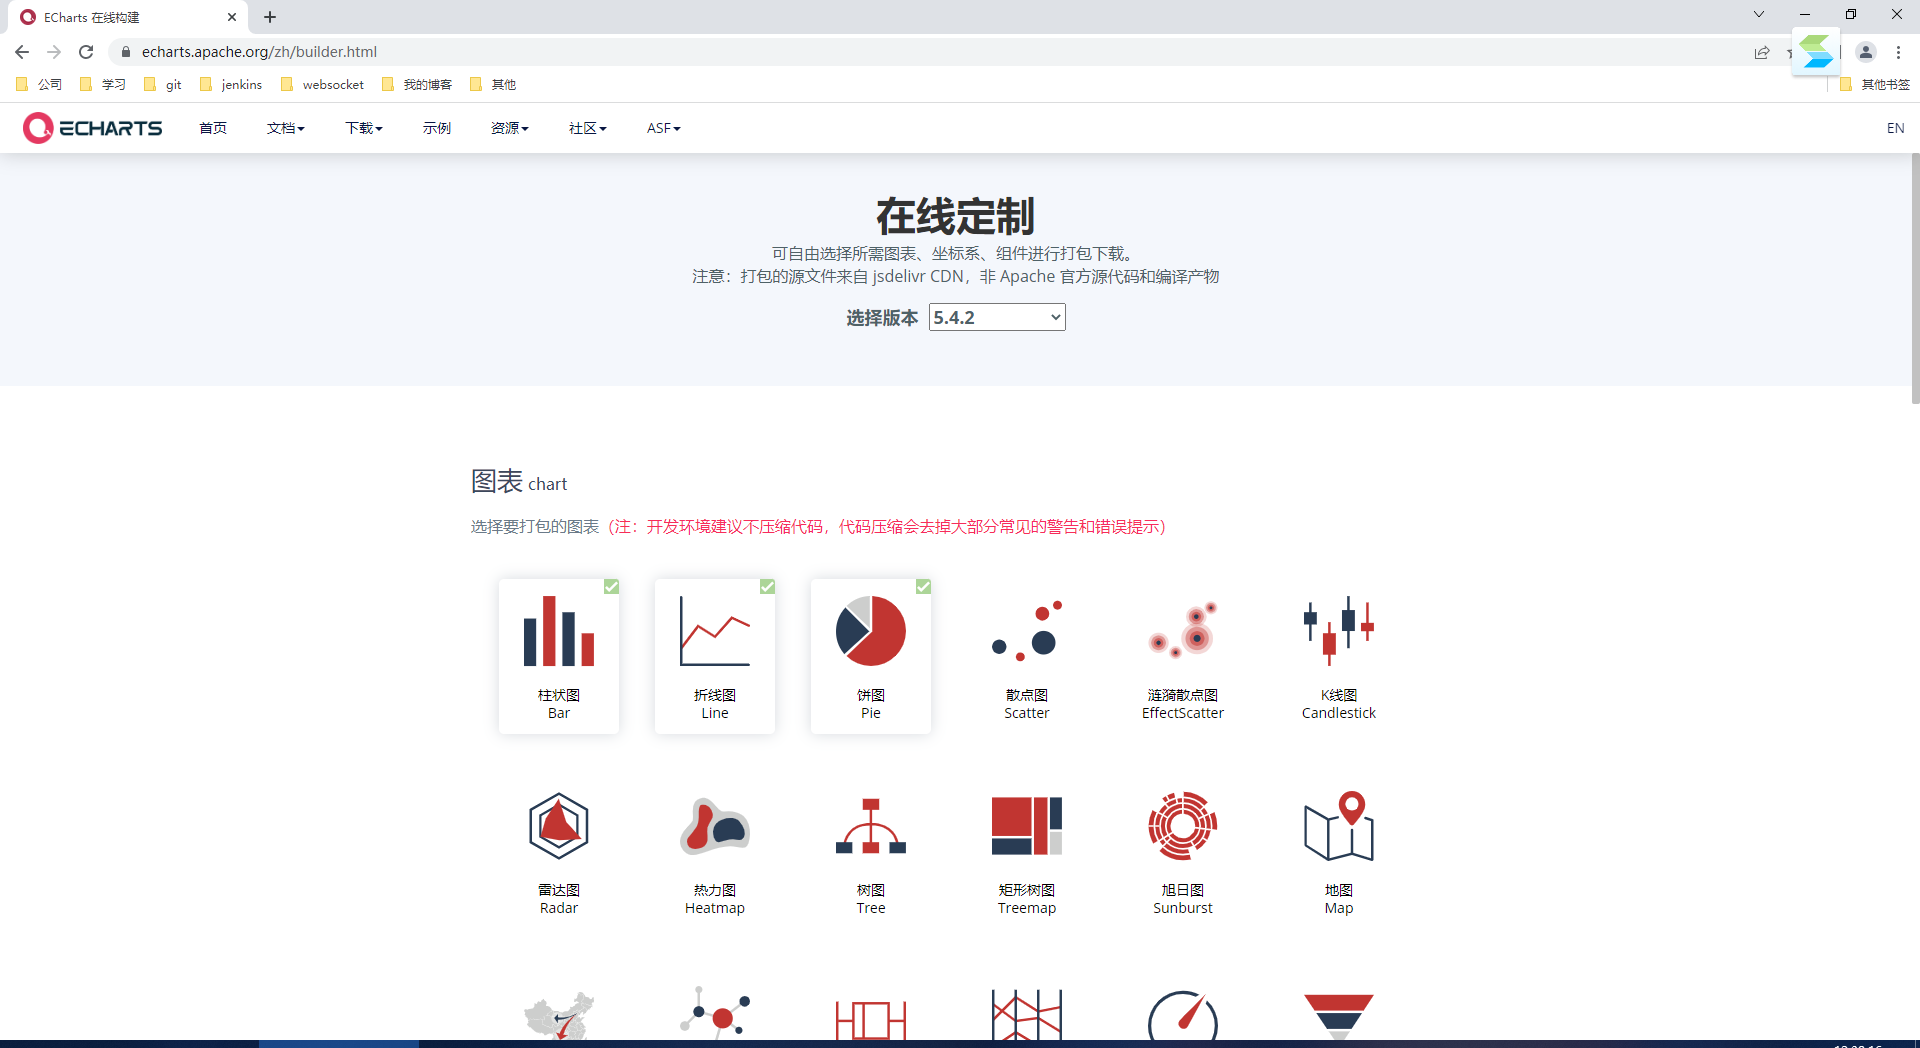 ECharts 在线构建
echarts.apache.org/zh/builder.html
公司 学习 git jenkins websocket 我的博客 其他 其他书签
ECHARTS 首页 文档 下载 示例 资源 社区 ASF EN
在线定制
可自由选择所需图表、坐标系、组件进行打包下载。
注意：打包的源文件来自 jsdelivr CDN，非 Apache 官方源代码和编译产物
选择版本 5.4.2
图表 chart
选择要打包的图表（注：开发环境建议不压缩代码，代码压缩会去掉大部分常见的警告和错误提示）
柱状图 折线图 饼图 散点图 涟漪散点图 K线图
Bar Line Pie Scatter EffectScatter Candlestick
雷达图 热力图 树图 矩形树图 旭日图 地图
Radar Heatmap Tree Treemap Sunburst Map